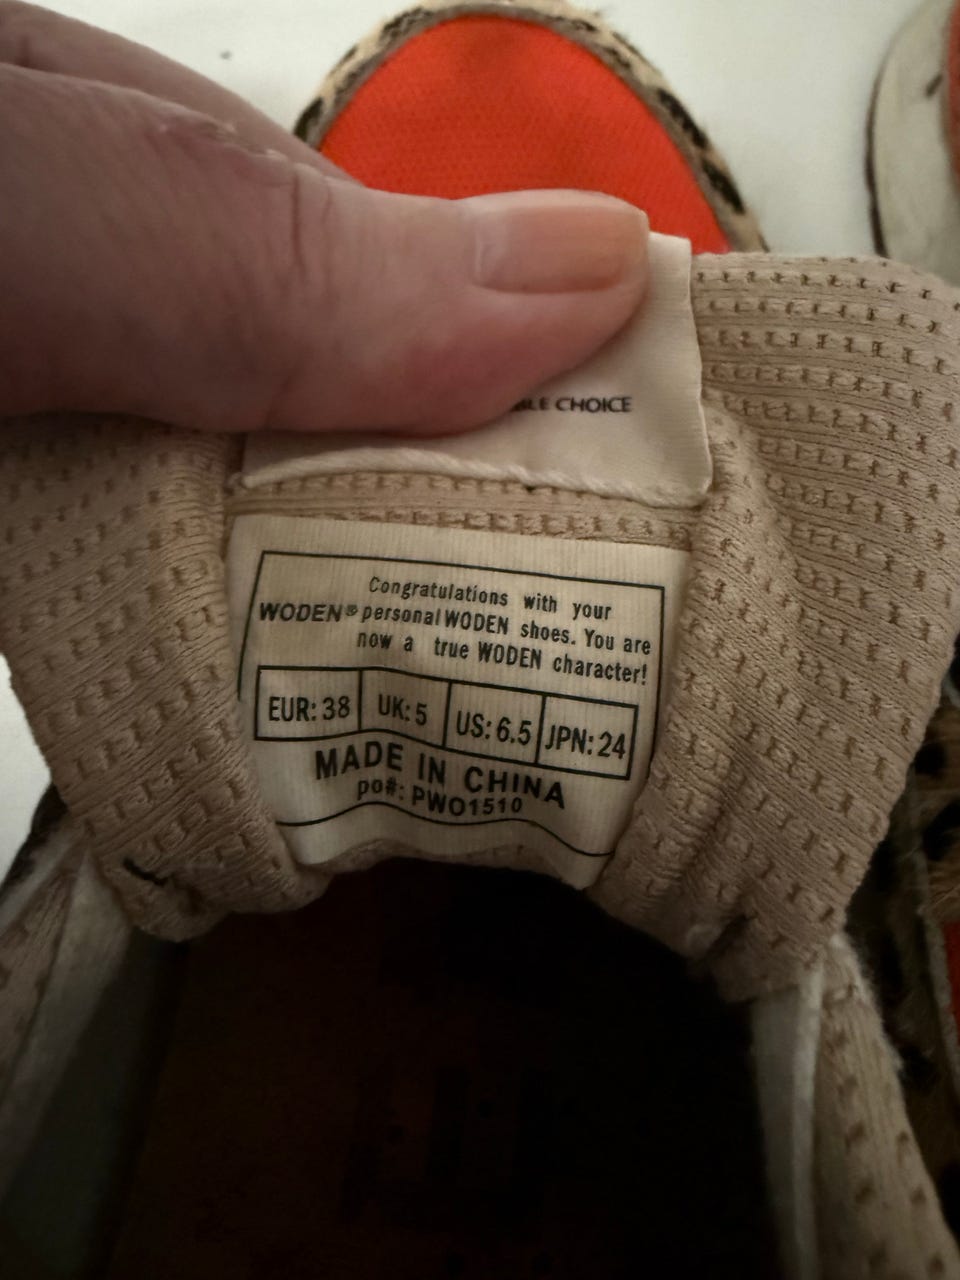 CHOICE
Congratulations with your
WODEN® personal WODEN shoes. You are
now a true WODEN character!
EUR: 38 UK: 5 US: 6.5 JPN: 24
MADE IN CHINA
po#: PWO1510